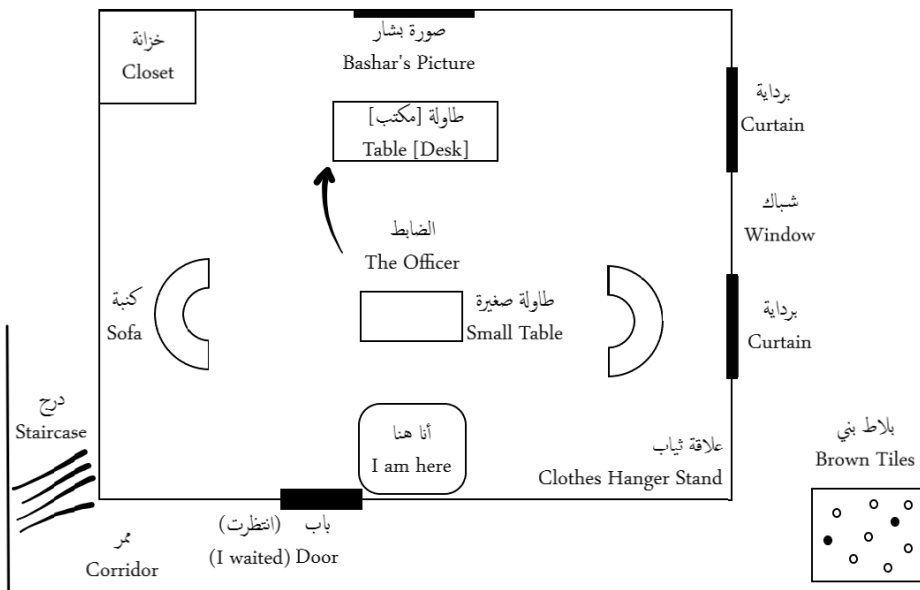 صورة بشار
Bashar's Picture
خزانة
Closet
طاولة [مكتب]
Table [Desk]
برداية
Curtain
شباك
Window
الضابط
The Officer
كنبة
Sofa
طاولة صغيرة
Small Table
برداية
Curtain
درج
Staircase
أنا هنا
I am here
علاقة ثياب
Clothes Hanger Stand
بلاط بني
Brown Tiles
باب (انتظرت)
(I waited) Door
ممر
Corridor